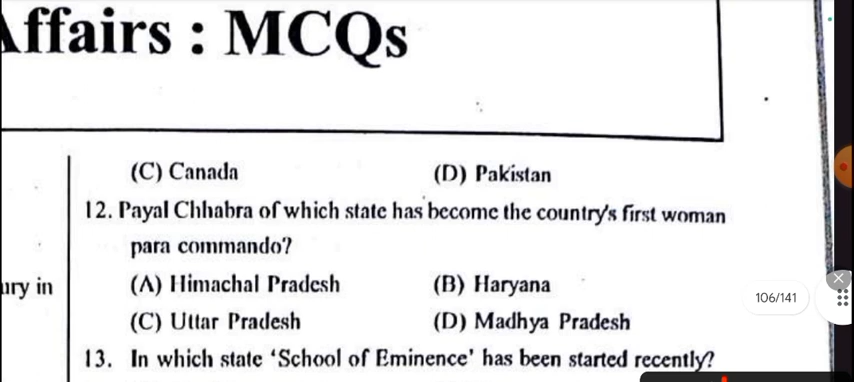 Affairs : MCQs
(C) Canada (D) Pakistan
12. Payal Chhabra of which state has become the country's first woman
para commando?
ury in
(A) Himachal Pradesh (B) Haryana
106/141
(C) Uttar Pradesh (D) Madhya Pradesh
13. In which state 'School of Eminence' has been started recently?